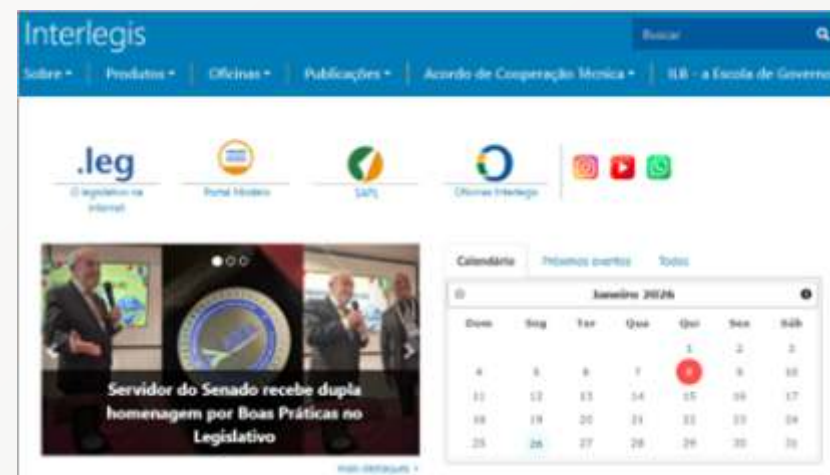 Interlegis
Buscar
Sobre
Produtos
Oficinas
Publicações
Acordo de Cooperação Técnica
ILB - a Escola de Governo
.leg
O legislativo na
internet
Portal Modelo
SAPL
Oficinas Interlegis
Calendário
Próximos eventos
Todos
Janeiro 2026
Dom Seg Ter Qua Qui Sex Sáb
1 2 3
4 5 6 7 8 9 10
11 12 13 14 15 16 17
18 19 20 21 22 23 24
25 26 27 28 29 30 31
Servidor do Senado recebe dupla
homenagem por Boas Práticas no
Legislativo
mais destaques